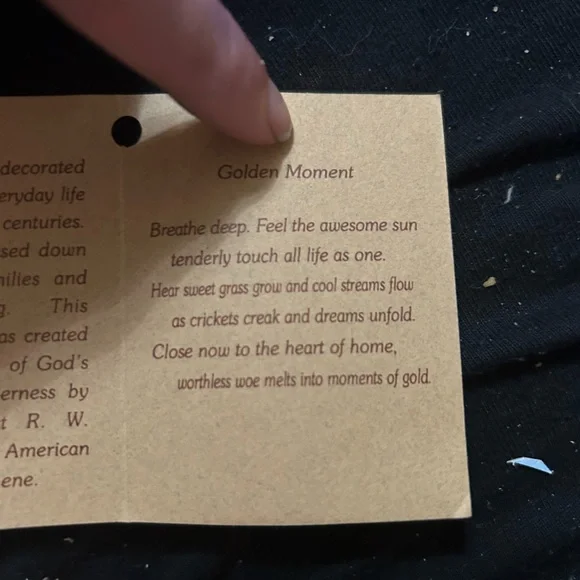 decorated
eryday life
centuries.
sed down
nilies and
g. This
as created
of God's
erness by
t R. W.
American
ene.
Golden Moment
Breathe deep. Feel the awesome sun
tenderly touch all life as one.
Hear sweet grass grow and cool streams flow
as crickets creak and dreams unfold.
Close now to the heart of home,
worthless woe melts into moments of gold.